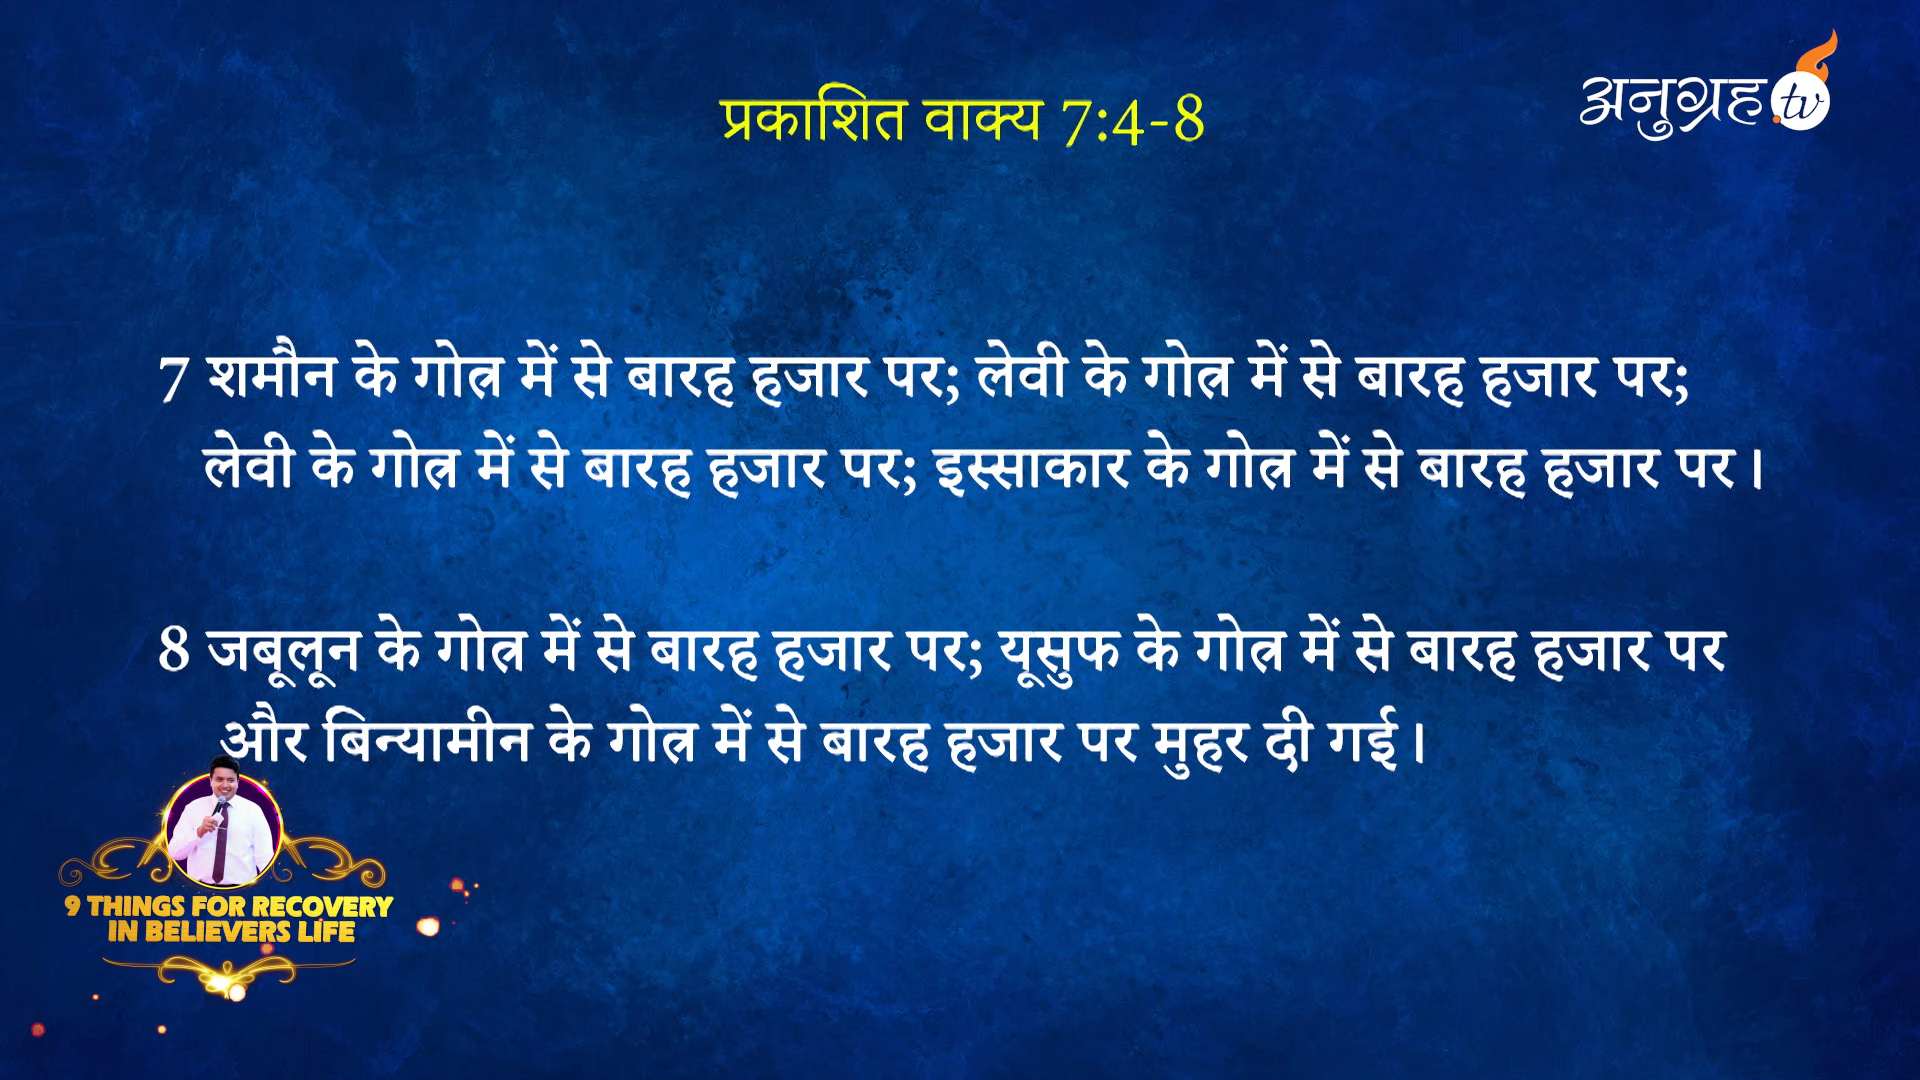 प्रकाशित वाक्य 7:4-8
अनुग्रह.tv
7 शमौन के गोत्र में से बारह हजार पर; लेवी के गोत्र में से बारह हजार पर;
लेवी के गोत्र में से बारह हजार पर; इस्साकार के गोत्र में से बारह हजार पर।
8 जबूलून के गोत्र में से बारह हजार पर; यूसुफ के गोत्र में से बारह हजार पर
और बिन्यामीन के गोत्र में से बारह हजार पर मुहर दी गई।
9 THINGS FOR RECOVERY
IN BELIEVERS LIFE